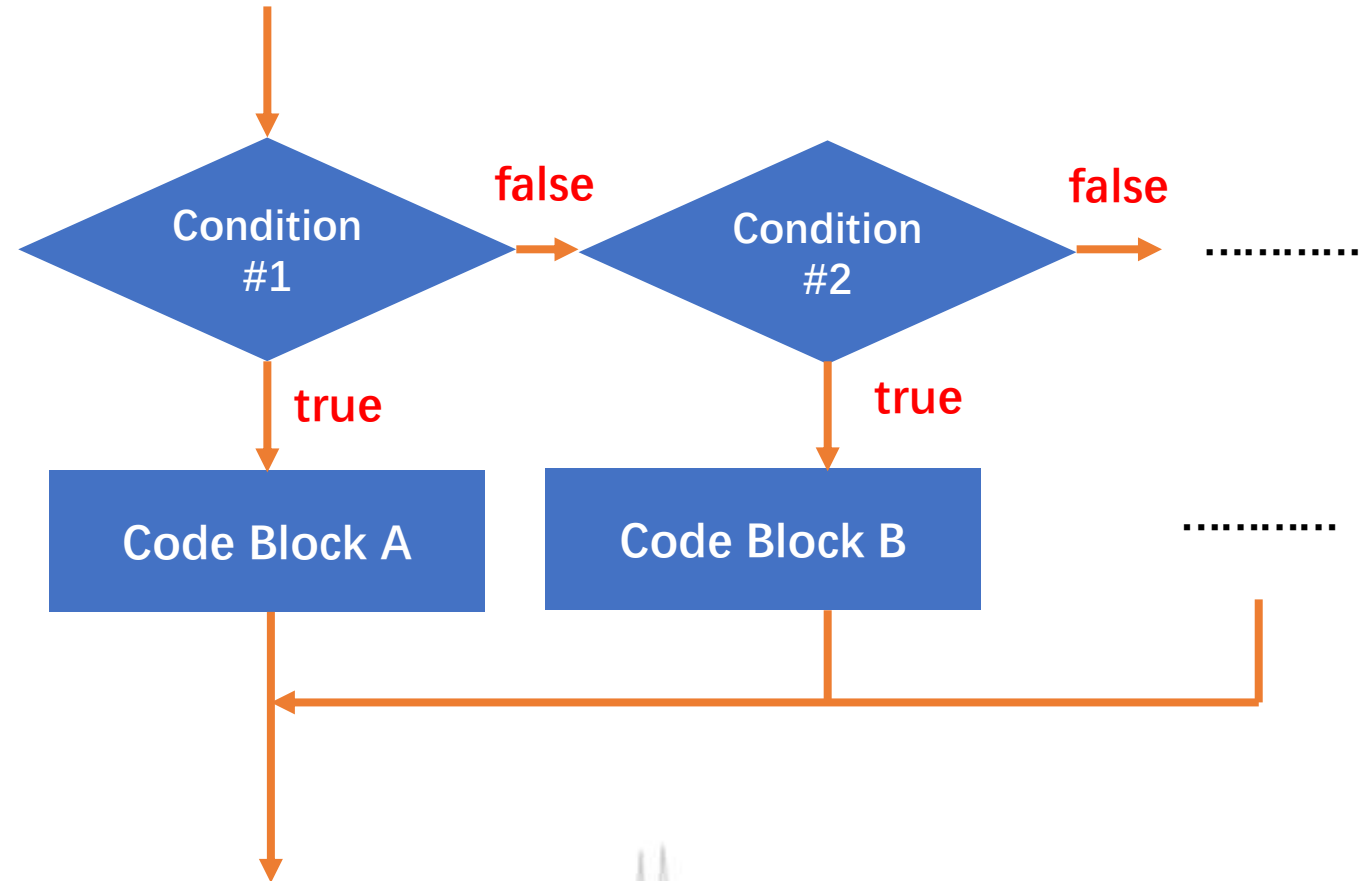 false
false
Condition
#1
Condition
#2
............
true
true
Code Block A
Code Block B
............